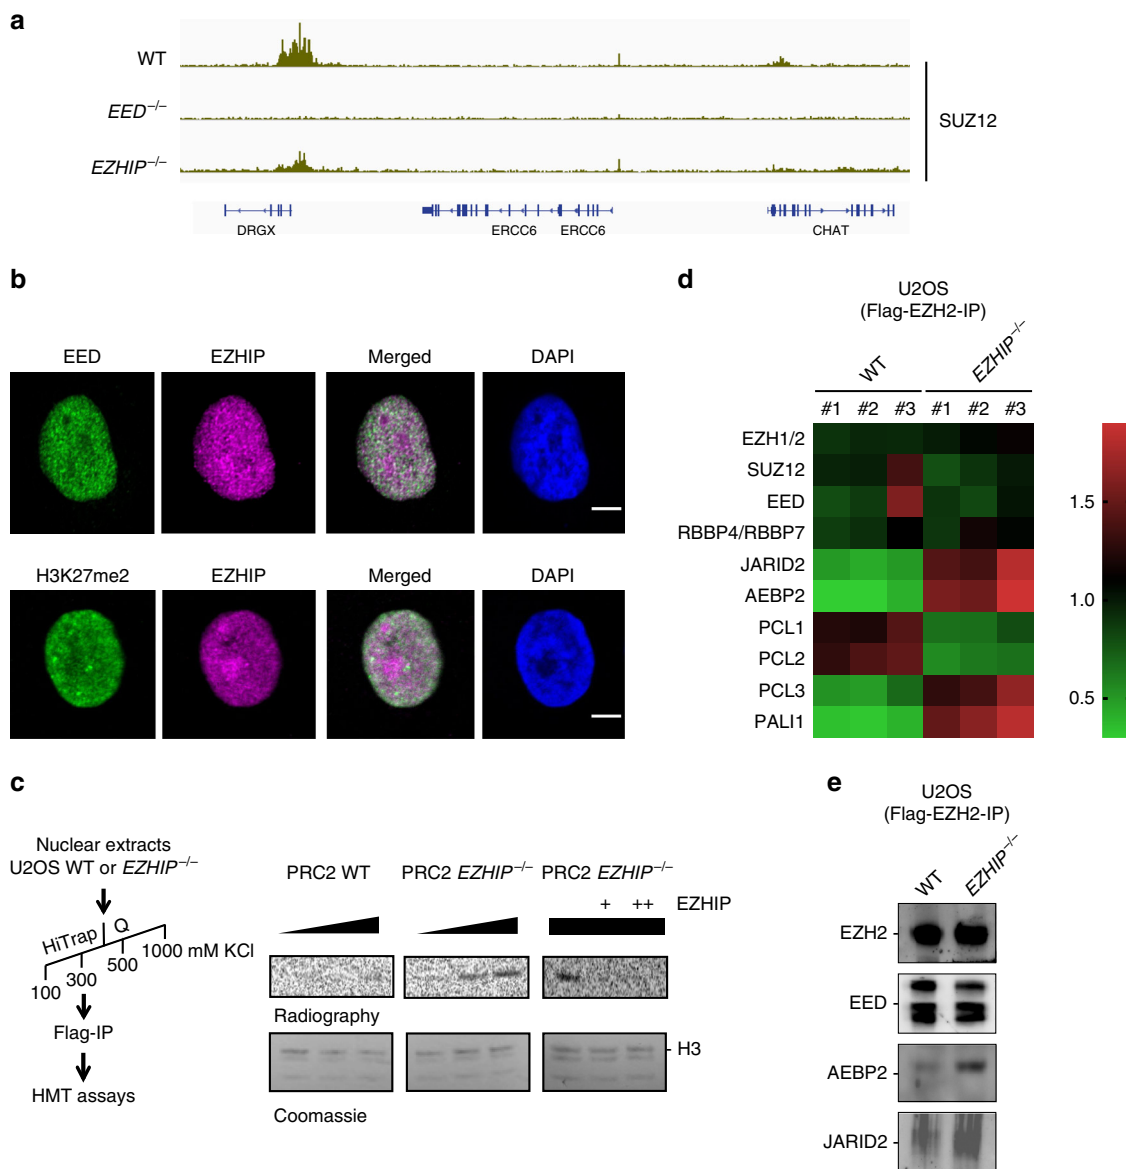 a
WT
EED–/–
EZHIP–/–
SUZ12
DRGX
ERCC6
ERCC6
CHAT
b
EED
EZHIP
Merged
DAPI
H3K27me2
EZHIP
Merged
DAPI
c
Nuclear extracts
U2OS WT or EZHIP–/–
HiTrap
Q
100
300
500
1000 mM KCl
Flag-IP
HMT assays
PRC2 WT
PRC2 EZHIP–/–
PRC2 EZHIP–/–
+ ++ EZHIP
Radiography
H3
Coomassie
d
U2OS
(Flag-EZH2-IP)
WT
EZHIP–/–
#1 #2 #3 #1 #2 #3
EZH1/2
SUZ12
EED
RBBP4/RBBP7
JARID2
AEBP2
PCL1
PCL2
PCL3
PALI1
1.5
1.0
0.5
e
U2OS
(Flag-EZH2-IP)
WT
EZHIP–/–
EZH2
EED
AEBP2
JARID2